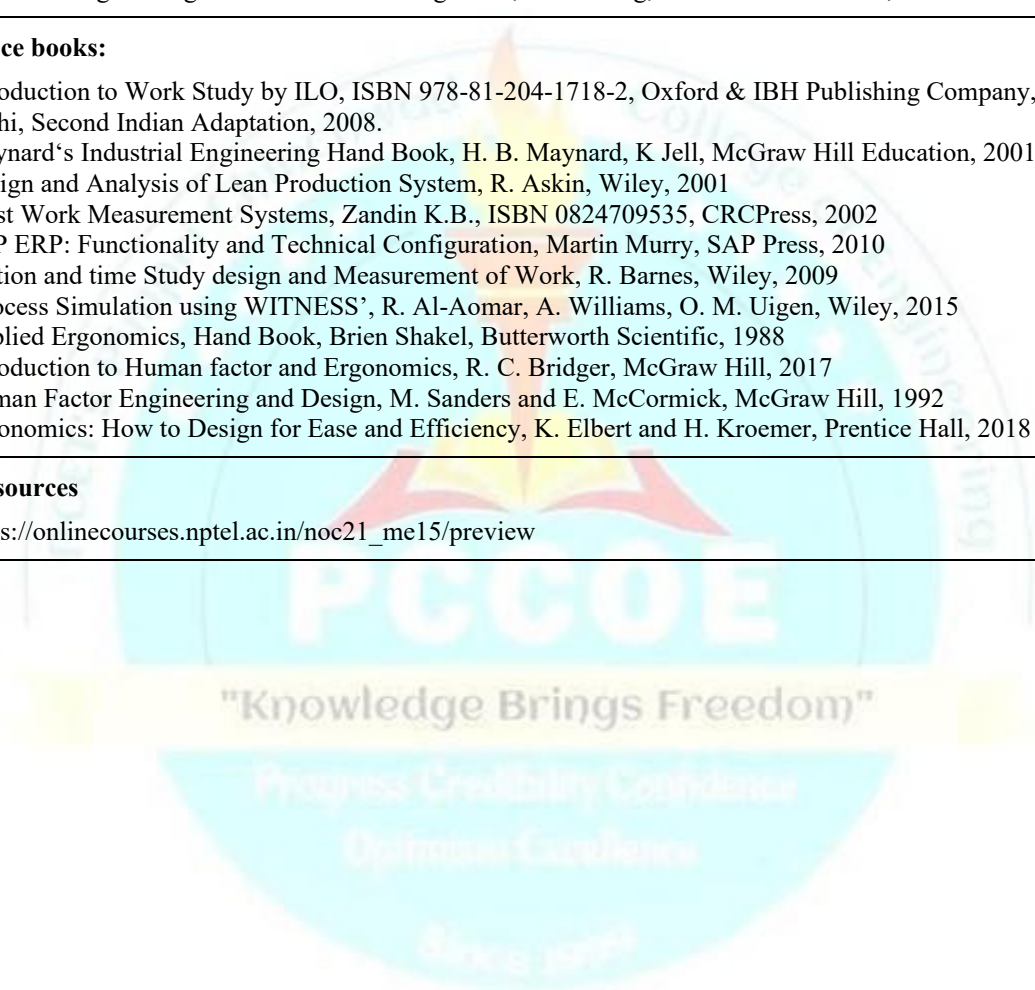 ce books:
oduction to Work Study by ILO, ISBN 978-81-204-1718-2, Oxford & IBH Publishing Company,
hi, Second Indian Adaptation, 2008.
ynard‘s Industrial Engineering Hand Book, H. B. Maynard, K Jell, McGraw Hill Education, 2001
ign and Analysis of Lean Production System, R. Askin, Wiley, 2001
st Work Measurement Systems, Zandin K.B., ISBN 0824709535, CRCPress, 2002
P ERP: Functionality and Technical Configuration, Martin Murry, SAP Press, 2010
tion and time Study design and Measurement of Work, R. Barnes, Wiley, 2009
ocess Simulation using WITNESS’, R. Al-Aomar, A. Williams, O. M. Uigen, Wiley, 2015
plied Ergonomics, Hand Book, Brien Shakel, Butterworth Scientific, 1988
oduction to Human factor and Ergonomics, R. C. Bridger, McGraw Hill, 2017
man Factor Engineering and Design, M. Sanders and E. McCormick, McGraw Hill, 1992
onomics: How to Design for Ease and Efficiency, K. Elbert and H. Kroemer, Prentice Hall, 2018
sources
s://onlinecourses.nptel.ac.in/noc21_me15/preview
PCCOE
"Knowledge Brings Freedom"
Progress Credibility Confidence
Optimism Excellence